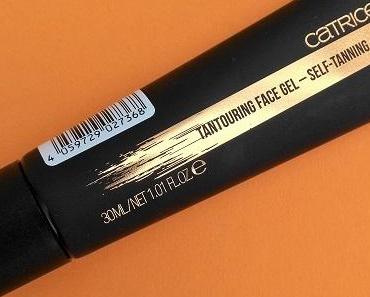 CATRICE
TANTOURING FACE GEL – SELF-TANNING
30ML/NET 1.01 FL.OZ ℮
4 059729 027368